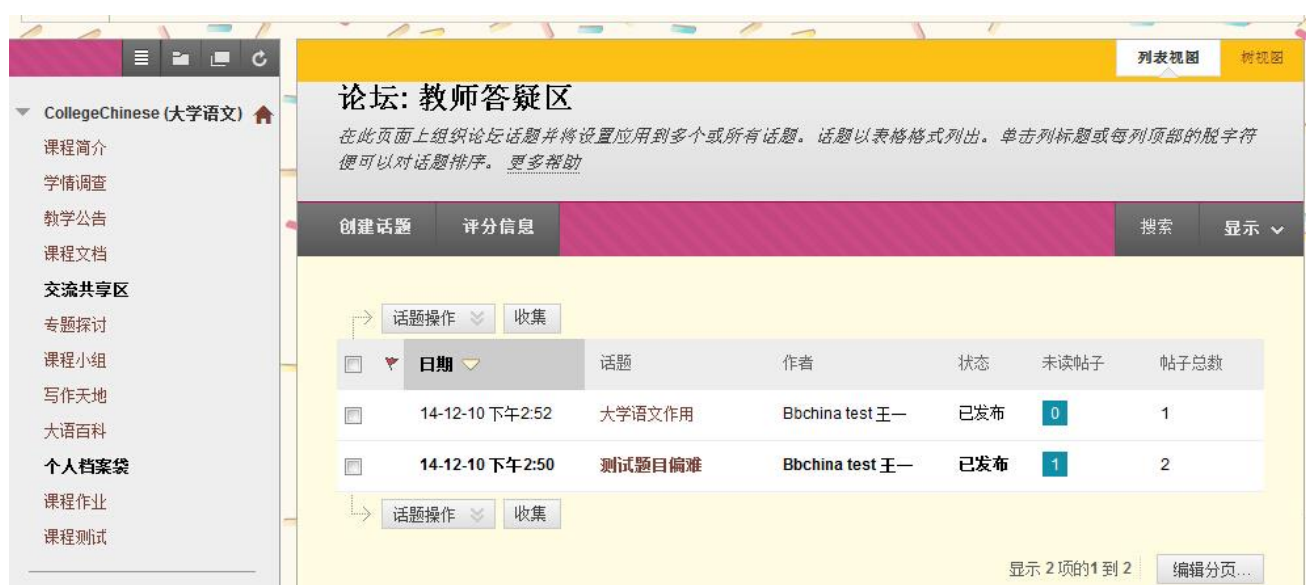 列表视图 树视图
CollegeChinese (大学语文)
课程简介
学情调查
教学公告
课程文档
交流共享区
专题探讨
课程小组
写作天地
大语百科
个人档案袋
课程作业
课程测试
论坛: 教师答疑区
在此页面上组织论坛话题并将设置应用到多个或所有话题。话题以表格格式列出。单击列标题或每列顶部的脱字符
便可以对话题排序。 更多帮助
创建话题 评分信息 搜索 显示
话题操作 收集
日期 话题 作者 状态 未读帖子 帖子总数
14-12-10 下午2:52 大学语文作用 Bbchina test 王一 已发布 0 1
14-12-10 下午2:50 测试题目偏难 Bbchina test 王一 已发布 1 2
话题操作 收集
显示 2 项的1 到 2 编辑分页...